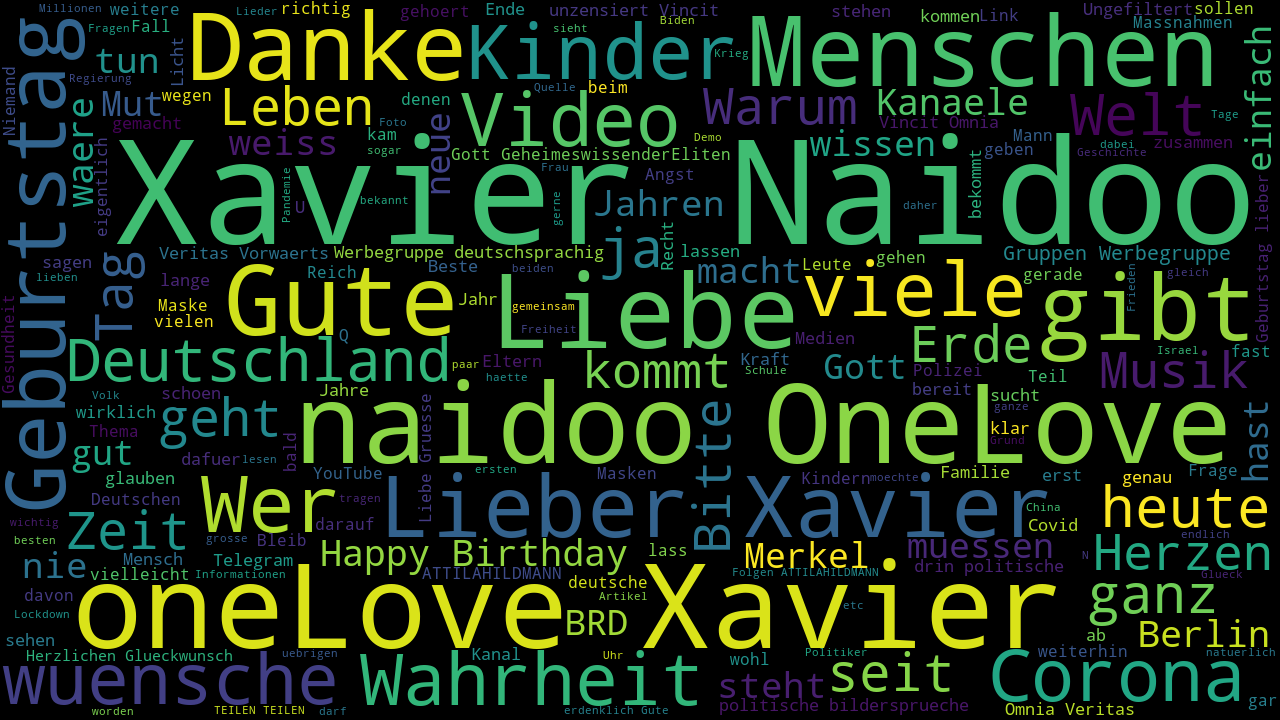 Millionen weitere Lieder richtig gehoert Ende unzensiert Vincit stehen kommen Link Ungefiltert sollen
Fragen Fall Danke Kinder sieht Biden Menschen Massnahmen
Geburtstag tun Licht Krieg einfach
Niemand Regierung Mut wegen Leben denen Quelle beim Video Warum Kanaele Welt Tage
waere gemacht weiss Foto kam Demo Vincit Omnia wissen Mann dabei zusammen
eigentlich sogar neue Gott GeheimeswissenderEliten geben Geschichte
Xavier Naidoo
Pandemie U bekannt Frau Angst gerne Jahren daher bekommt Geburtstag lieber
sagen Tag Veritas Vorwaerts Werbegruppe deutschsprachig ja Recht lassen gehen Gruppen Werbegruppe
lieben lange Reich Beste beiden macht Leute gerade Frieden gleich
Gesundheit Maske vielen Gute Jahr Liebe gemeinsam viele gibt
Q Freiheit Medien Erde Israel fast
Deutschland paar Eltern kommt Kraft Schule Gott Polizei Teil Musik
Volk schoen Jahre haette bereit sucht
wirklich geht naidoo OneLove ganze klar hast
Thema gut dafuer lesen bald Liebe Gruesse Bitte Grund
glauben YouTube ersten Masken Kindern moechte Familie erst genau Frage
Deutschen Wer tragen Lieber Xavier China heute
wichtig Zeit grosse darauf Covid endlich
besten Mensch Bleib Happy Birthday lass Merkel muessen N Herzen
nie Telegram drin politische
vielleicht Informationen ATTILAHILDMANN deutsche Folgen ATTILAHILDMANN Glueck
davon oneLove Artikel Xavier ganz
Lockdown BRD etc
sehen ab Berlin
Herzlichen Glueckwunsch uebrigen Kanal Uhr wohl Politiker seit weiterhin natuerlich
wuensche Wahrheit steht Corona
worden TEILEN TEILEN darf erdenklich Gute politische bildersprueche Omnia Veritas gar